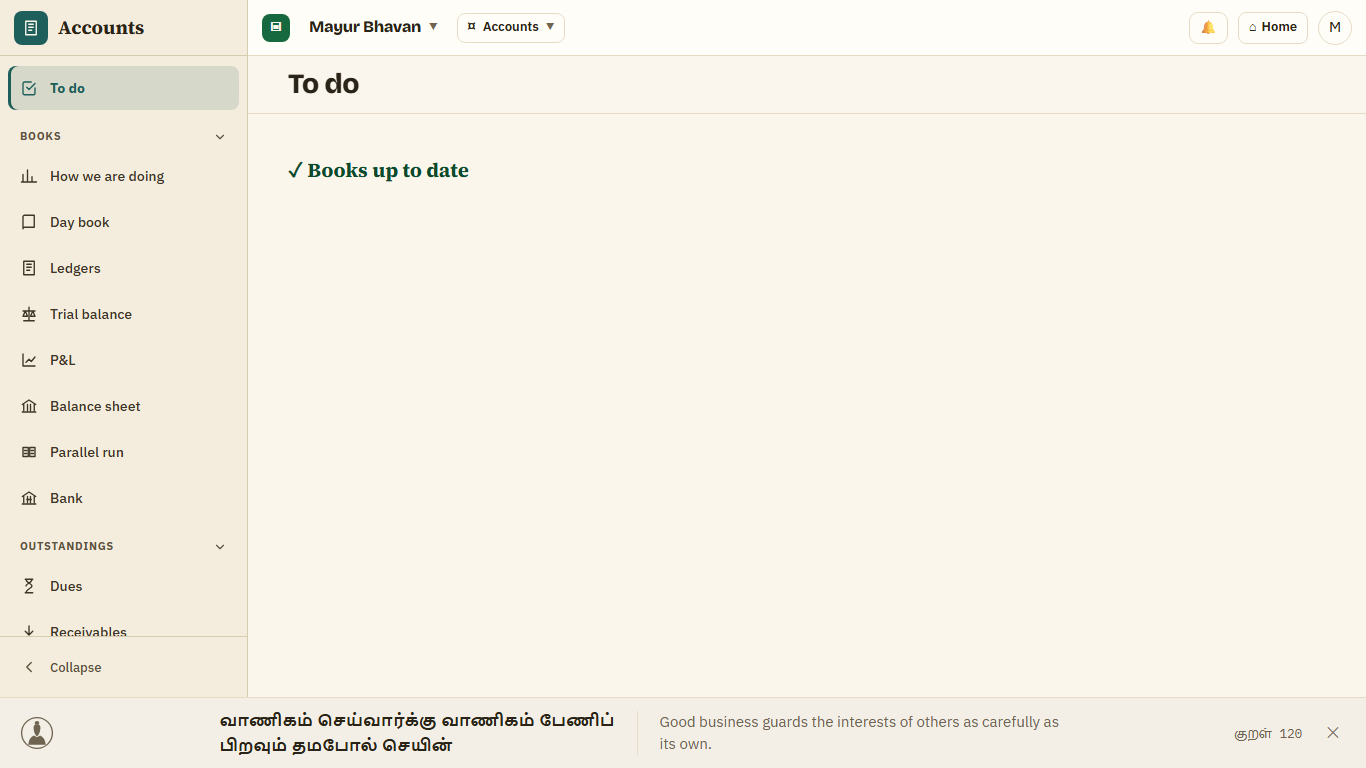 Accounts
Mayur Bhavan ▼
¤ Accounts ▼
⌂ Home
M
To do
To do
BOOKS
✓ Books up to date
How we are doing
Day book
Ledgers
Trial balance
P&L
Balance sheet
Parallel run
Bank
OUTSTANDINGS
Dues
Receivables
Collapse
வாணிகம் செய்வார்க்கு வாணிகம் பேணிப்
பிறவும் தமபோல் செயின்
Good business guards the interests of others as carefully as
its own.
குறள் 120